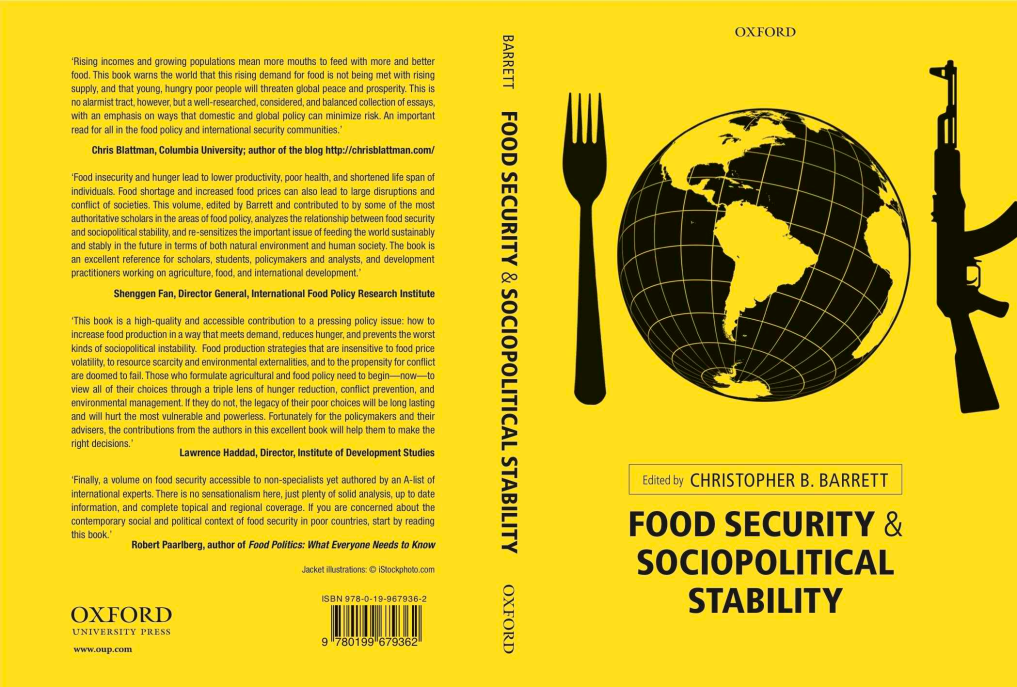 'Rising incomes and growing populations mean more mouths to feed with more and better
food. This book warns the world that this rising demand for food is not being met with rising
supply, and that young, hungry poor people will threaten global peace and prosperity. This is
no alarmist tract, however, but a well-researched, considered, and balanced collection of essays,
with an emphasis on ways that domestic and global policy can minimize risk. An important
read for all in the food policy and international security communities.'
Chris Blattman, Columbia University; author of the blog http://chrisblattman.com/
'Food insecurity and hunger lead to lower productivity, poor health, and shortened life span of
individuals. Food shortage and increased food prices can also lead to large disruptions and
conflict of societies. This volume, edited by Barrett and contributed to by some of the most
authoritative scholars in the areas of food policy, analyzes the relationship between food security
and sociopolitical stability, and re-sensitizes the important issue of feeding the world sustainably
and stably in the future in terms of both natural environment and human society. The book is
an excellent reference for scholars, students, policymakers and analysts, and development
practitioners working on agriculture, food, and international development.'
Shenggen Fan, Director General, International Food Policy Research Institute
'This book is a high-quality and accessible contribution to a pressing policy issue: how to
increase food production in a way that meets demand, reduces hunger, and prevents the worst
kinds of sociopolitical instability. Food production strategies that are insensitive to food price
volatility, to resource scarcity and environmental externalities, and to the propensity for conflict
are doomed to fail. Those who formulate agricultural and food policy need to begin—now—to
view all of their choices through a triple lens of hunger reduction, conflict prevention, and
environmental management. If they do not, the legacy of their poor choices will be long lasting
and will hurt the most vulnerable and powerless. Fortunately for the policymakers and their
advisers, the contributions from the authors in this excellent book will help them to make the
right decisions.'
Lawrence Haddad, Director, Institute of Development Studies
'Finally, a volume on food security accessible to non-specialists yet authored by an A-list of
international experts. There is no sensationalism here, just plenty of solid analysis, up to date
information, and complete topical and regional coverage. If you are concerned about the
contemporary social and political context of food security in poor countries, start by reading
this book.'
Robert Paarlberg, author of Food Politics: What Everyone Needs to Know
Jacket illustrations: © iStockphoto.com
OXFORD
UNIVERSITY PRESS
www.oup.com
ISBN 978-0-19-967936-2
9 780199 679362
BARRETT FOOD SECURITY & SOCIOPOLITICAL STABILITY OXFORD
OXFORD
Edited by CHRISTOPHER B. BARRETT
FOOD SECURITY &
SOCIOPOLITICAL
STABILITY